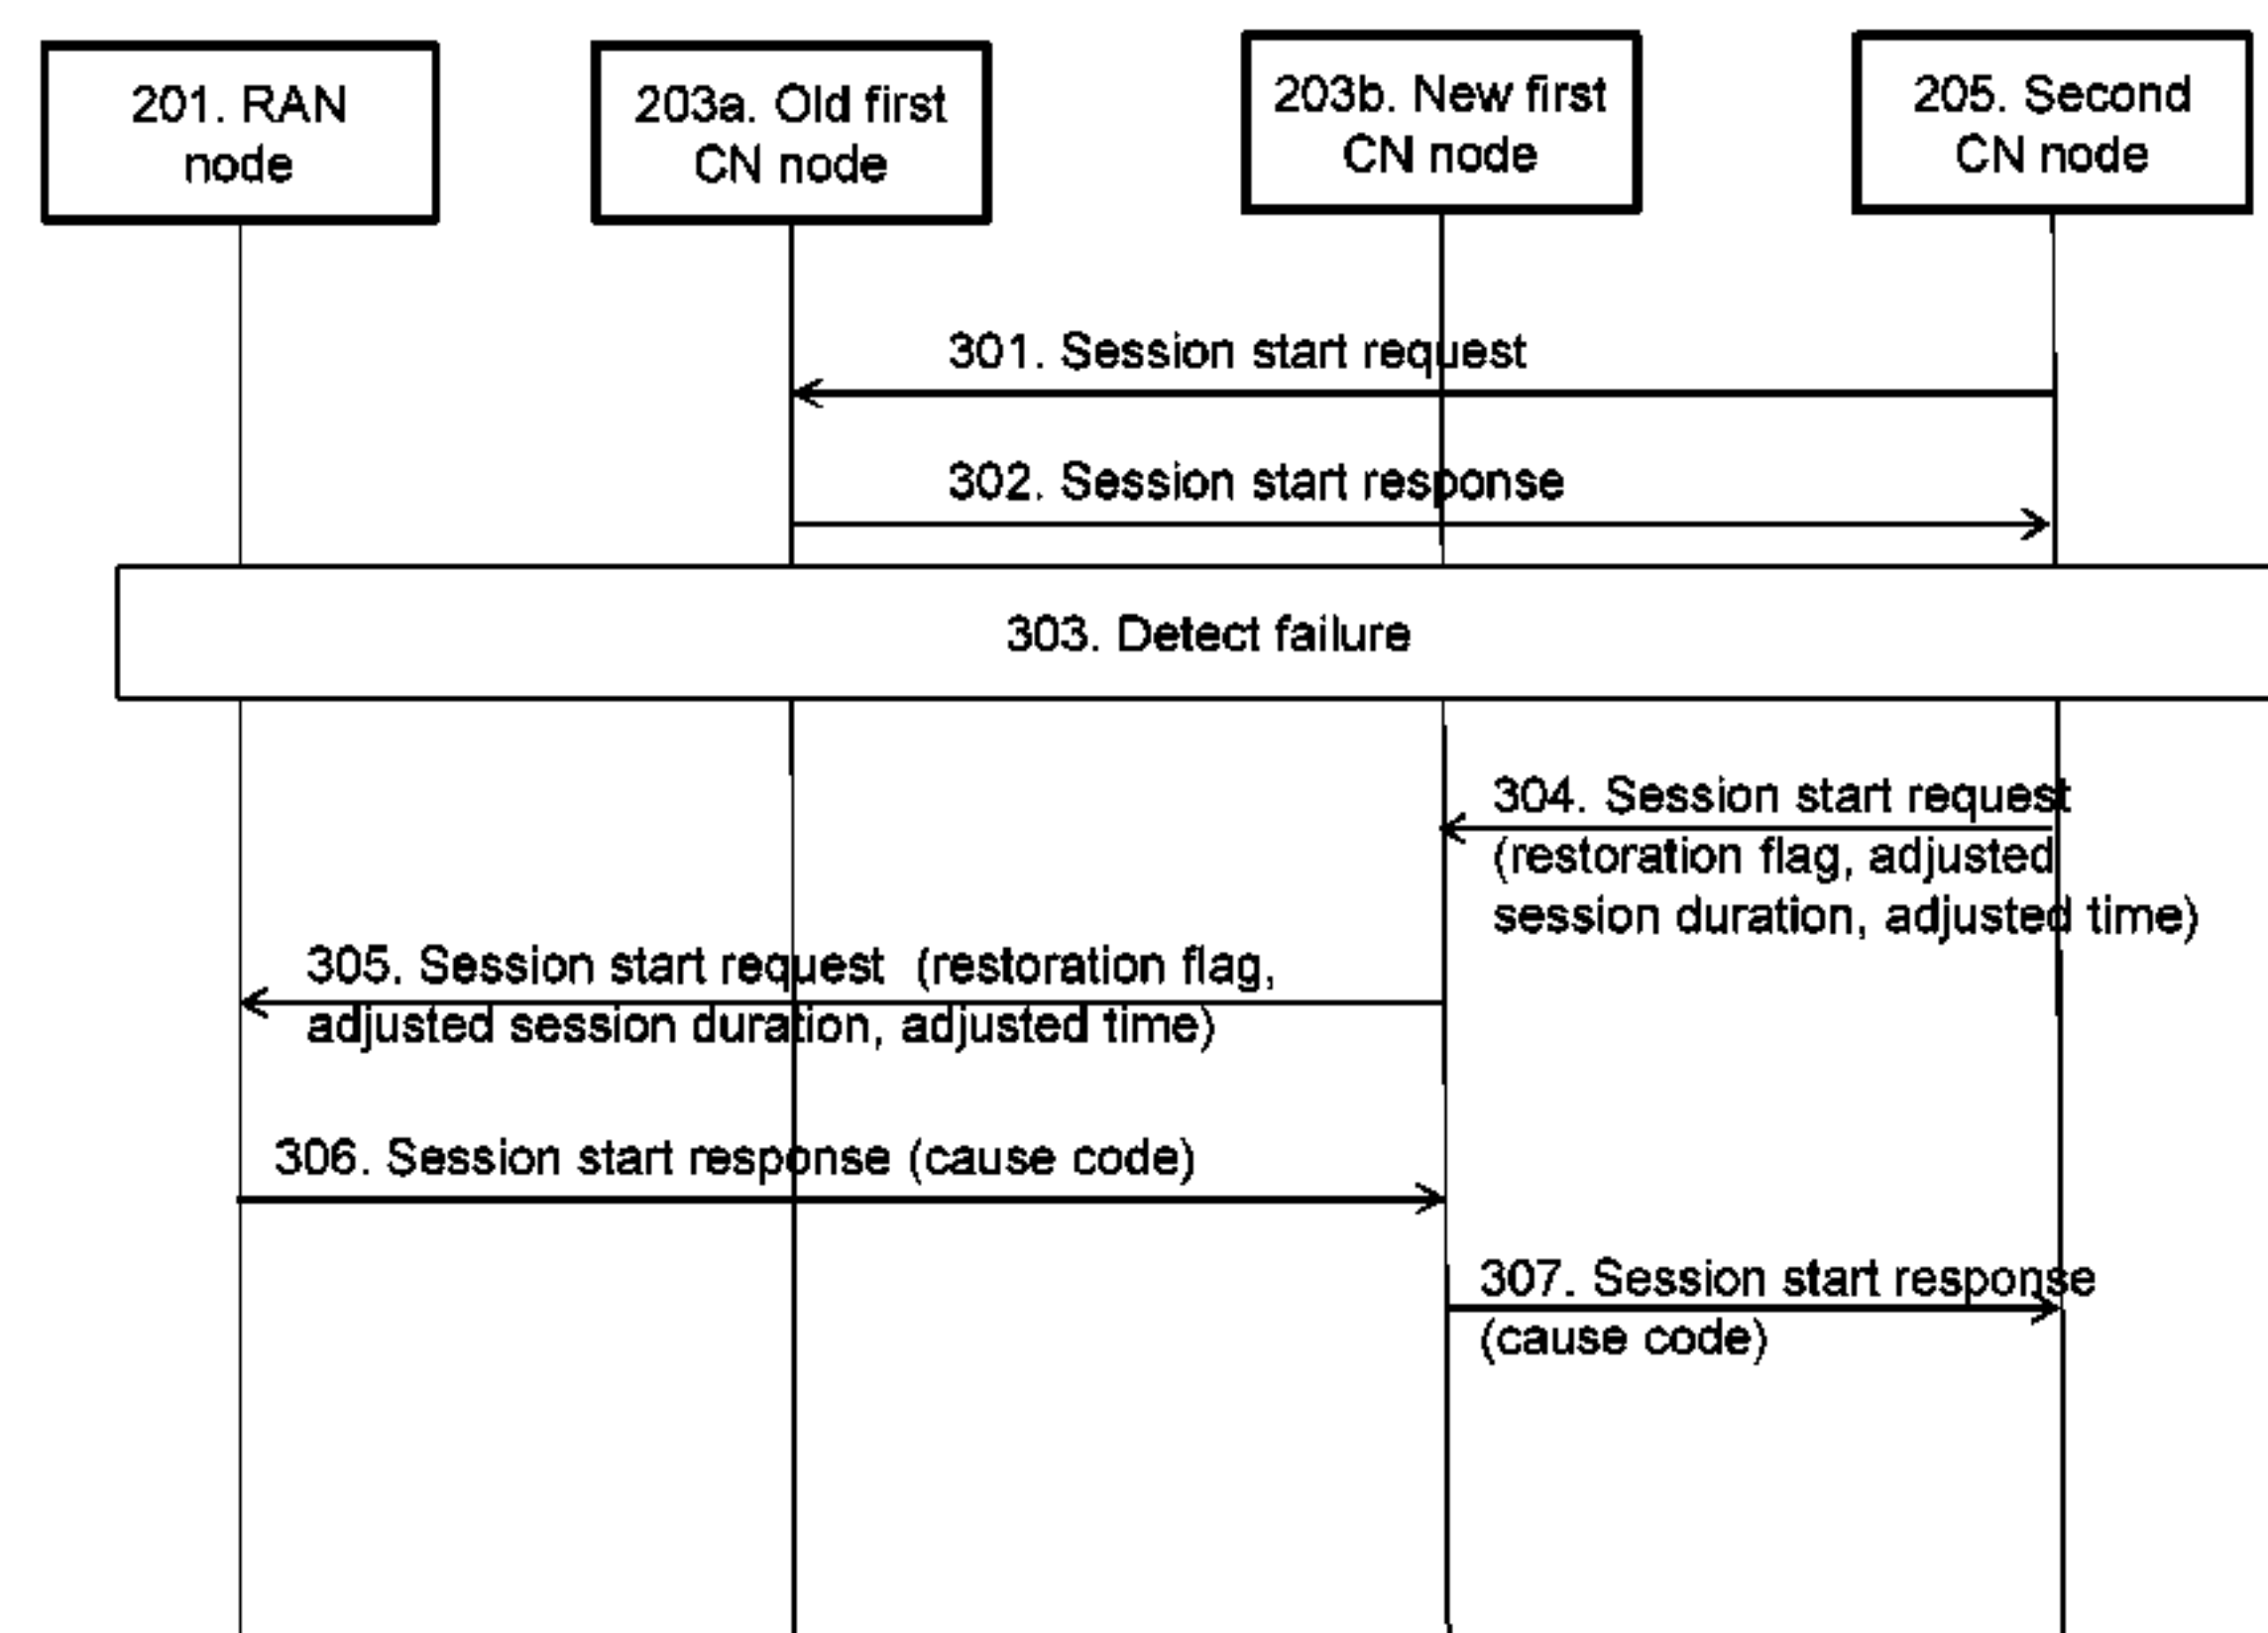 201. RAN
node
203a. Old first
CN node
203b. New first
CN node
205. Second
CN node
301. Session start request
302. Session start response
303. Detect failure
304. Session start request
(restoration flag, adjusted
session duration, adjusted time)
305. Session start request  (restoration flag,
adjusted session duration, adjusted time)
306. Session start response (cause code)
307. Session start response
(cause code)